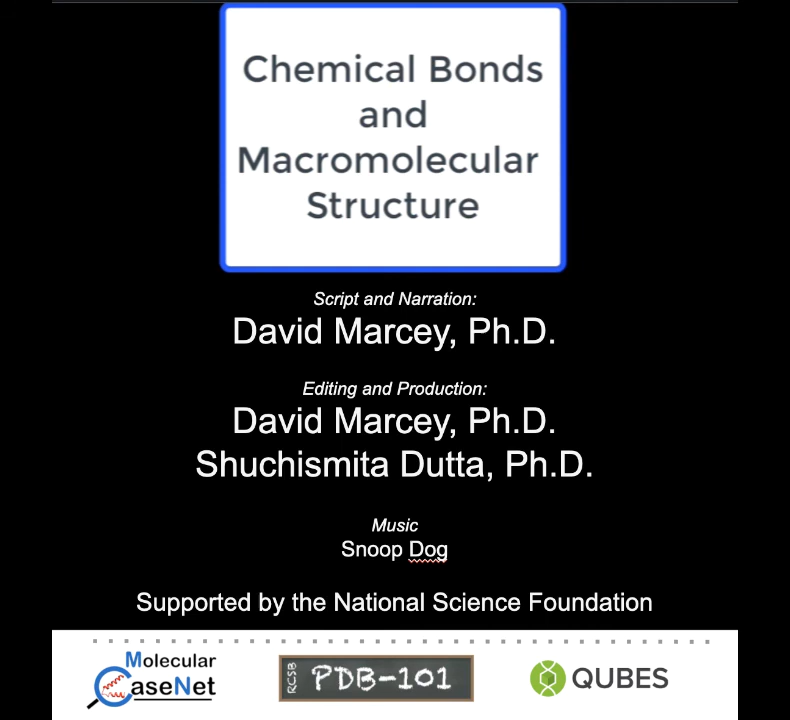 Chemical Bonds
and
Macromolecular
Structure
Script and Narration:
David Marcey, Ph.D.
Editing and Production:
David Marcey, Ph.D.
Shuchismita Dutta, Ph.D.
Music
Snoop Dog
Supported by the National Science Foundation
Molecular
CaseNet
RCSB
PDB-101
QUBES